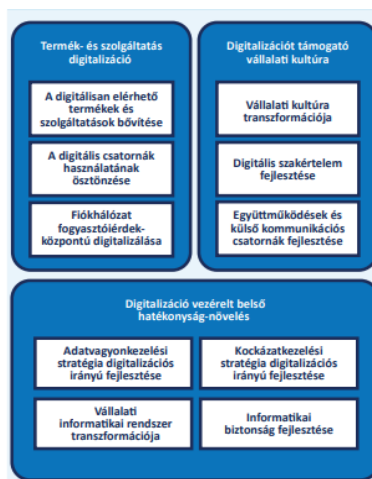 Termék- és szolgáltatás
digitalizáció
A digitálisan elérhető
termékek és
szolgáltatások bővítése
A digitális csatornák
használatának
ösztönzése
Fiókhálózat
fogyasztóiérdek-
központú digitalizálása
Digitalizációt támogató
vállalati kultúra
Vállalati kultúra
transzformációja
Digitális szakértelem
fejlesztése
Együttműködések és
külső kommunikációs
csatornák fejlesztése
Digitalizáció vezérelt belső
hatékonyság-növelés
Adatvagyonkezelési
stratégia digitalizációs
irányú fejlesztése
Kockázatkezelési
stratégia digitalizációs
irányú fejlesztése
Vállalati
informatikai rendszer
transzformációja
Informatikai
biztonság fejlesztése